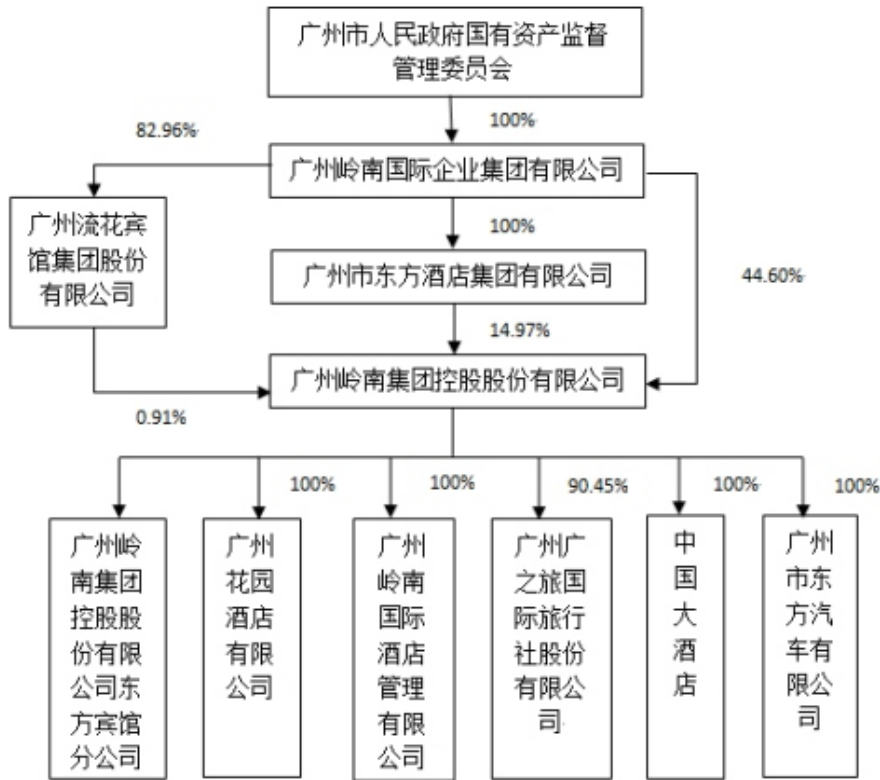 广州市人民政府国有资产监督
管理委员会
82.96%
100%
广州岭南国际企业集团有限公司
广州流花宾
馆集团股份
有限公司
100%
广州市东方酒店集团有限公司
44.60%
14.97%
广州岭南集团控股股份有限公司
0.91%
100%
100%
90.45%
100%
100%
广州岭
南集团
控股股
份有限
公司东
方宾馆
分公司
广州
花园
酒店
有限
公司
广州
岭南
国际
酒店
管理
有限
公司
广州广
之旅国
际旅行
社股份
有限公
司
中
国
大
酒
店
广州
市东
方汽
车有
限公
司